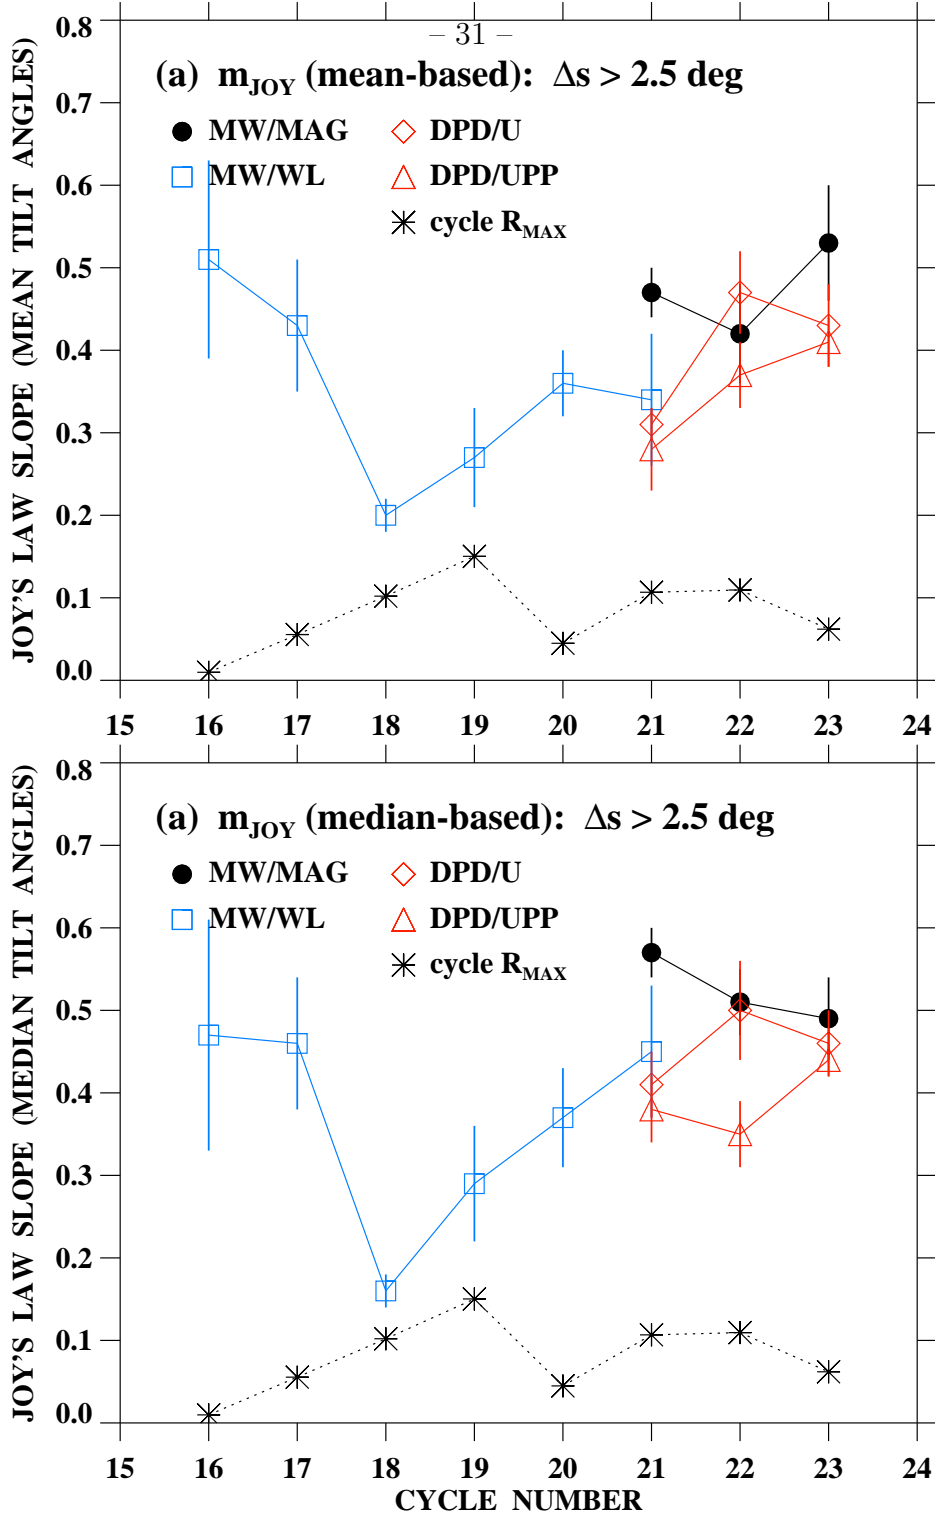 – 31 –
JOY'S LAW SLOPE (MEAN TILT ANGLES)
(a) mJOY (mean-based): Δs > 2.5 deg
MW/MAG DPD/U
MW/WL DPD/UPP
cycle RMAX
0.8
0.7
0.6
0.5
0.4
0.3
0.2
0.1
0.0
15 16 17 18 19 20 21 22 23 24
JOY'S LAW SLOPE (MEDIAN TILT ANGLES)
(a) mJOY (median-based): Δs > 2.5 deg
MW/MAG DPD/U
MW/WL DPD/UPP
cycle RMAX
0.8
0.7
0.6
0.5
0.4
0.3
0.2
0.1
0.0
15 16 17 18 19 20 21 22 23 24
CYCLE NUMBER